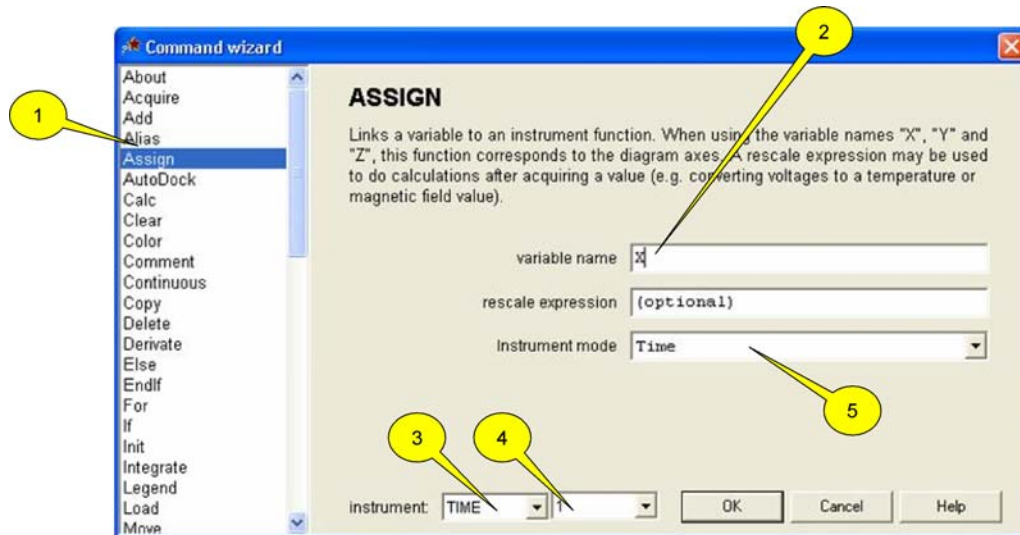 2
Command wizard
1
About
Acquire
Add
Alias
Assign
AutoDock
Calc
Clear
Color
Comment
Continuous
Copy
Delete
Derivate
Else
EndIf
For
If
Init
Integrate
Legend
Load
Move
ASSIGN
Links a variable to an instrument function. When using the variable names "X", "Y" and
"Z", this function corresponds to the diagram axes. A rescale expression may be used
to do calculations after acquiring a value (e.g. converting voltages to a temperature or
magnetic field value).
variable name X
rescale expression (optional)
Instrument mode Time
5
3 4
instrument: TIME 1 OK Cancel Help